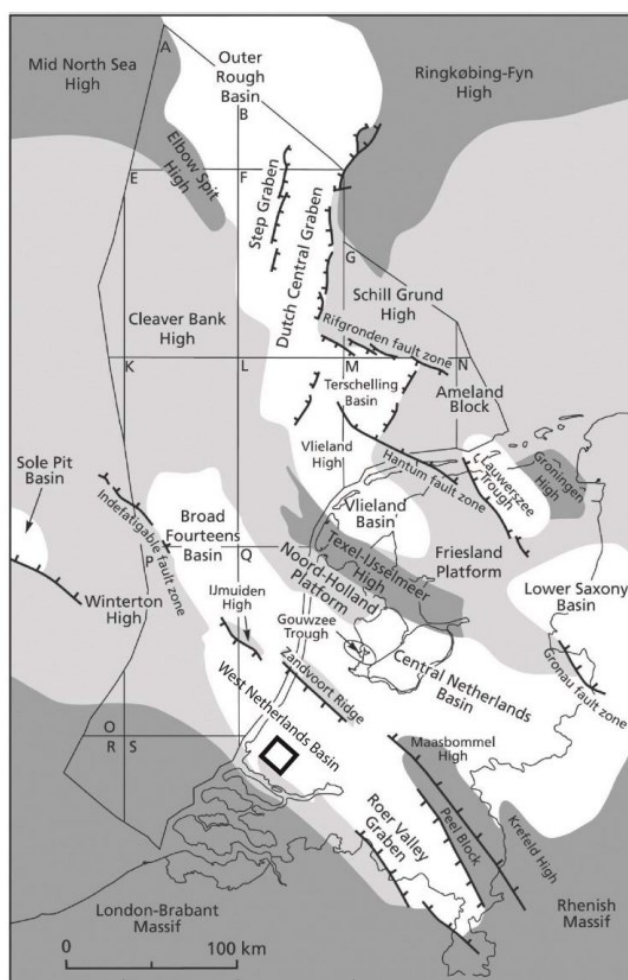 A
Mid North Sea
High
Outer
Rough
Basin
Ringkøbing-Fyn
High
B
Elbow Spit
High
E
F
Step Graben
Dutch Central Graben
G
Schill Grund
High
Cleaver Bank
High
Rifgronden fault zone
K
L
M
N
Terschelling
Basin
Ameland
Block
Vlieland
High
Hantum fault zone
Lauwerszee
Trough
Groningen
High
Sole Pit
Basin
Indefatigable fault zone
Broad
Fourteens
Basin
Vlieland
Basin
Texel-IJsselmeer
High
Friesland
Platform
P
Q
Noord-Holland
Platform
Lower Saxony
Basin
Winterton
High
IJmuiden
High
Gouwzee
Trough
Central Netherlands
Basin
Gronau fault zone
Zandvoort Ridge
West Netherlands Basin
O
R
S
Maasbommel
High
Roer Valley
Graben
Peel Block
Krefeld High
Rhenish
Massif
London-Brabant
Massif
0
100 km